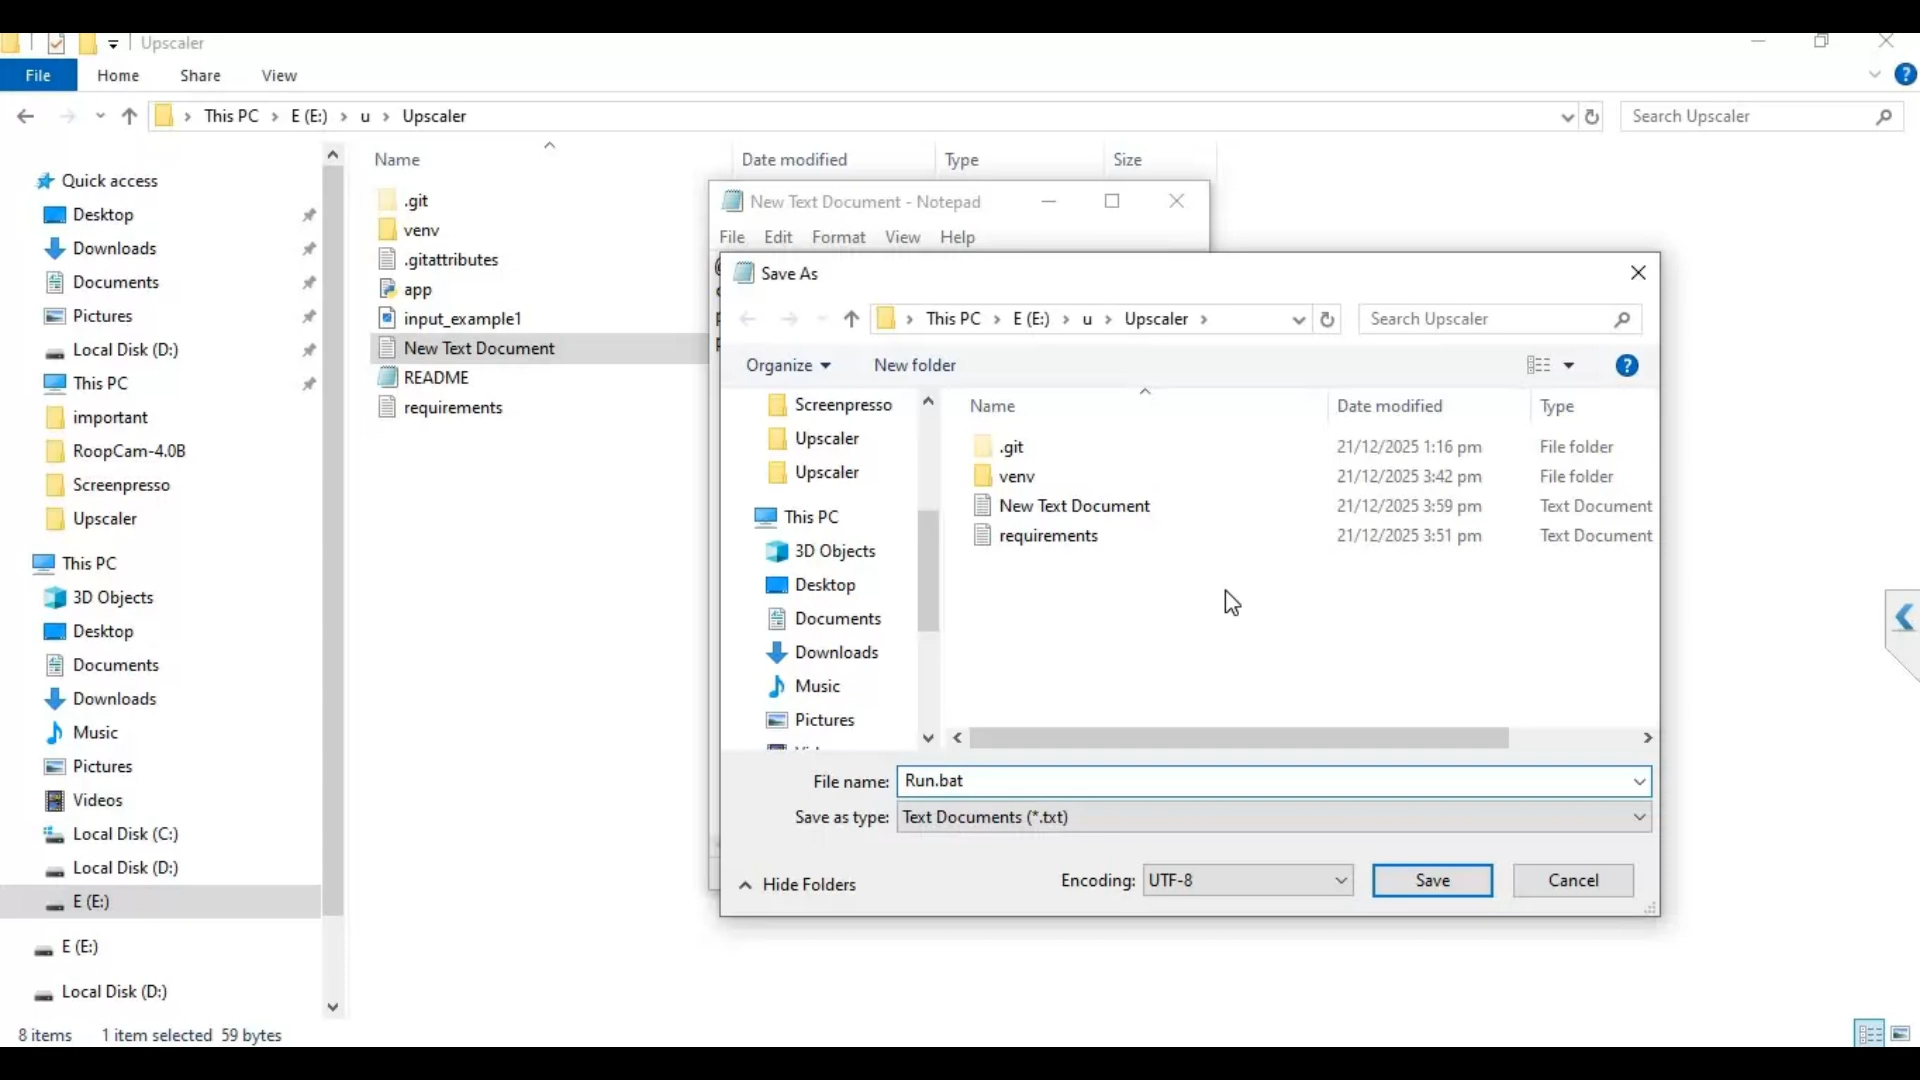 Upscaler
File Home Share View
This PC E (E:) u Upscaler
Search Upscaler
Quick access
Desktop
Downloads
Documents
Pictures
Local Disk (D:)
This PC
important
RoopCam-4.0B
Screenpresso
Upscaler
This PC
3D Objects
Desktop
Documents
Downloads
Music
Pictures
Videos
Local Disk (C:)
Local Disk (D:)
E (E:)
E (E:)
Local Disk (D:)
Name Date modified Type Size
.git
venv
.gitattributes
app
input_example1
New Text Document
README
requirements
New Text Document - Notepad
File Edit Format View Help
Save As
This PC E (E:) u Upscaler
Search Upscaler
Organize New folder
Screenpresso
Upscaler
Upscaler
This PC
3D Objects
Desktop
Documents
Downloads
Music
Pictures
Name Date modified Type
.git 21/12/2025 1:16 pm File folder
venv 21/12/2025 3:42 pm File folder
New Text Document 21/12/2025 3:59 pm Text Document
requirements 21/12/2025 3:51 pm Text Document
File name: Run.bat
Save as type: Text Documents (*.txt)
Hide Folders
Encoding: UTF-8
Save
Cancel
8 items 1 item selected 59 bytes